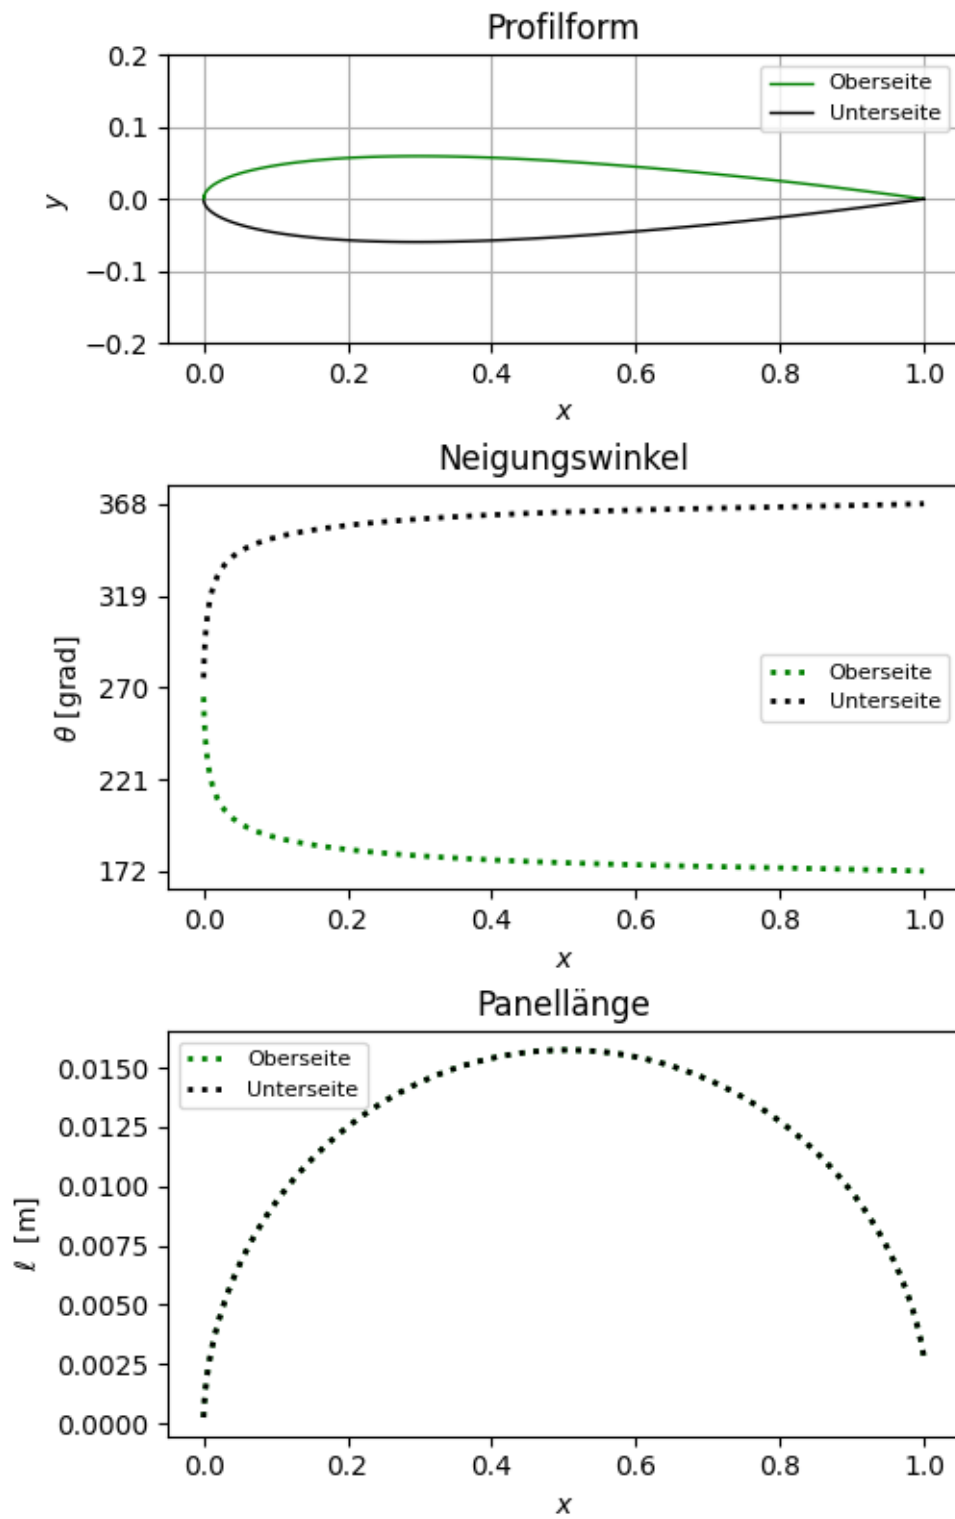 Profilform
0.2
0.1
0.0
−0.1
−0.2
y
Oberseite
Unterseite
0.0 0.2 0.4 0.6 0.8 1.0
x
Neigungswinkel
368
319
270
221
172
θ [grad]
Oberseite
Unterseite
0.0 0.2 0.4 0.6 0.8 1.0
x
Panellänge
0.0150
0.0125
0.0100
0.0075
0.0050
0.0025
0.0000
ℓ [m]
Oberseite
Unterseite
0.0 0.2 0.4 0.6 0.8 1.0
x